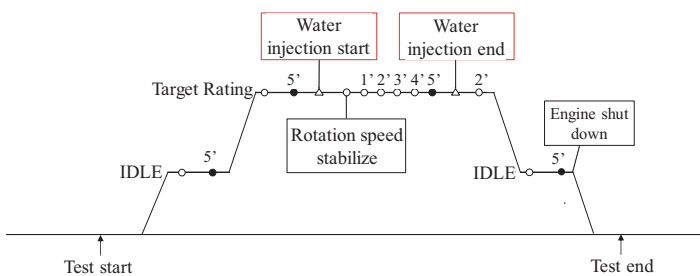 Water
injection start
Water
injection end
Target Rating
5’
1’
2’
3’
4’
5’
2’
Rotation speed
stabilize
Engine shut
down
IDLE
5’
IDLE
5’
Test start
Test end